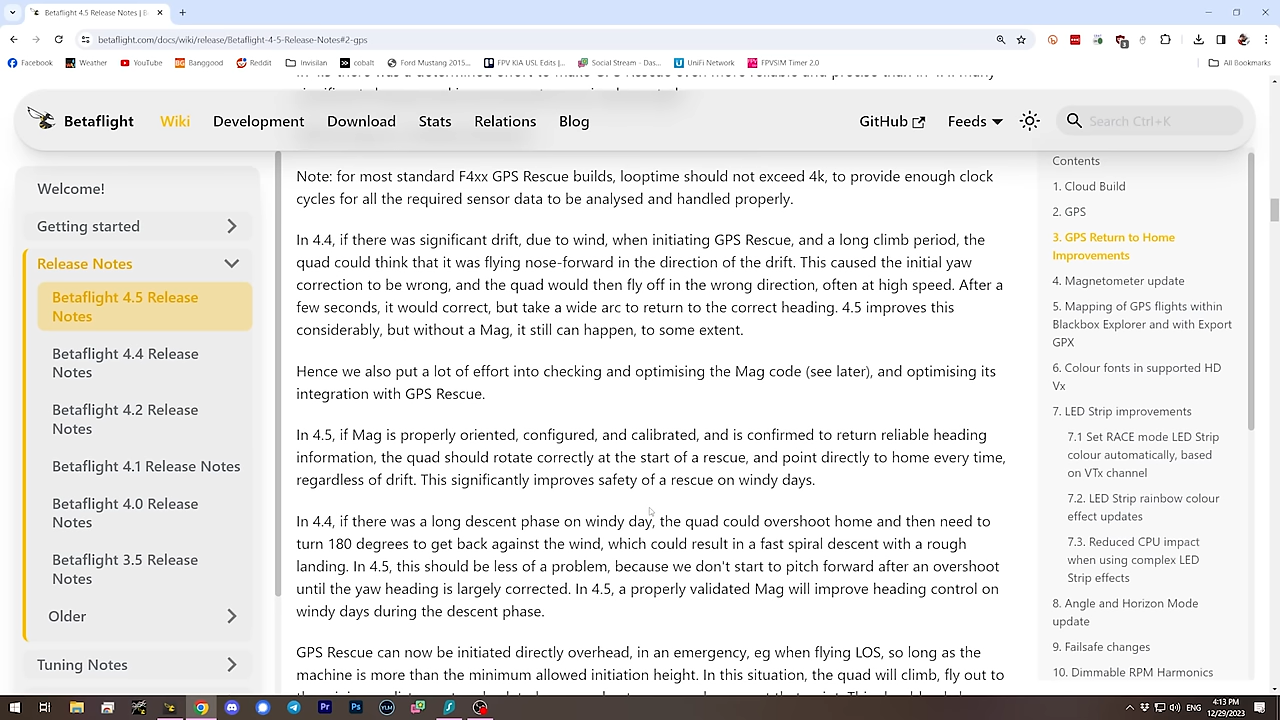 Betaflight 4.5 Release Notes | B
betaflight.com/docs/wiki/release/Betaflight-4-5-Release-Notes#2-gps
Facebook
Weather
YouTube
Banggood
Reddit
Invisilan
cobalt
Ford Mustang 2015...
FPV KIA USL Edits |...
Social Stream - Das...
UniFi Network
FPVSIM Timer 2.0
All Bookmarks
Betaflight
Wiki
Development
Download
Stats
Relations
Blog
GitHub
Feeds
Search Ctrl+K
Welcome!
Getting started
Release Notes
Betaflight 4.5 Release
Notes
Betaflight 4.4 Release
Notes
Betaflight 4.2 Release
Notes
Betaflight 4.1 Release Notes
Betaflight 4.0 Release
Notes
Betaflight 3.5 Release
Notes
Older
Tuning Notes
Note: for most standard F4xx GPS Rescue builds, looptime should not exceed 4k, to provide enough clock
cycles for all the required sensor data to be analysed and handled properly.
In 4.4, if there was significant drift, due to wind, when initiating GPS Rescue, and a long climb period, the
quad could think that it was flying nose-forward in the direction of the drift. This caused the initial yaw
correction to be wrong, and the quad would then fly off in the wrong direction, often at high speed. After a
few seconds, it would correct, but take a wide arc to return to the correct heading. 4.5 improves this
considerably, but without a Mag, it still can happen, to some extent.
Hence we also put a lot of effort into checking and optimising the Mag code (see later), and optimising its
integration with GPS Rescue.
In 4.5, if Mag is properly oriented, configured, and calibrated, and is confirmed to return reliable heading
information, the quad should rotate correctly at the start of a rescue, and point directly to home every time,
regardless of drift. This significantly improves safety of a rescue on windy days.
In 4.4, if there was a long descent phase on windy day, the quad could overshoot home and then need to
turn 180 degrees to get back against the wind, which could result in a fast spiral descent with a rough
landing. In 4.5, this should be less of a problem, because we don't start to pitch forward after an overshoot
until the yaw heading is largely corrected. In 4.5, a properly validated Mag will improve heading control on
windy days during the descent phase.
GPS Rescue can now be initiated directly overhead, in an emergency, eg when flying LOS, so long as the
machine is more than the minimum allowed initiation height. In this situation, the quad will climb, fly out to
Contents
1. Cloud Build
2. GPS
3. GPS Return to Home
Improvements
4. Magnetometer update
5. Mapping of GPS flights within
Blackbox Explorer and with Export
GPX
6. Colour fonts in supported HD
Vx
7. LED Strip improvements
7.1 Set RACE mode LED Strip
colour automatically, based
on VTx channel
7.2. LED Strip rainbow colour
effect updates
7.3. Reduced CPU impact
when using complex LED
Strip effects
8. Angle and Horizon Mode
update
9. Failsafe changes
10. Dimmable RPM Harmonics
ENG
4:13 PM
12/29/2023